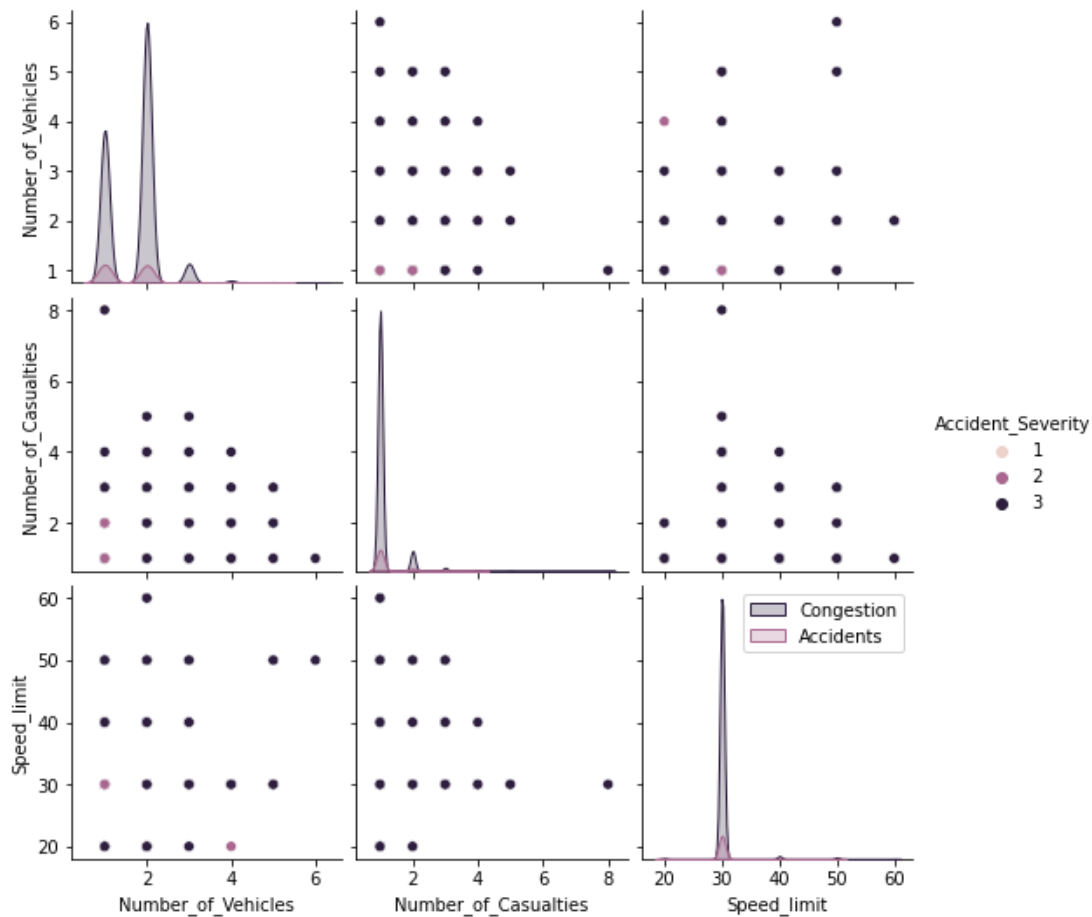 6
5
4
3
2
1
Number_of_Vehicles
8
6
4
2
Number_of_Casualties
Accident_Severity
1
2
3
60
50
40
30
20
Speed_limit
Congestion
Accidents
2 4 6
2 4 6 8
20 30 40 50 60
Number_of_Vehicles
Number_of_Casualties
Speed_limit